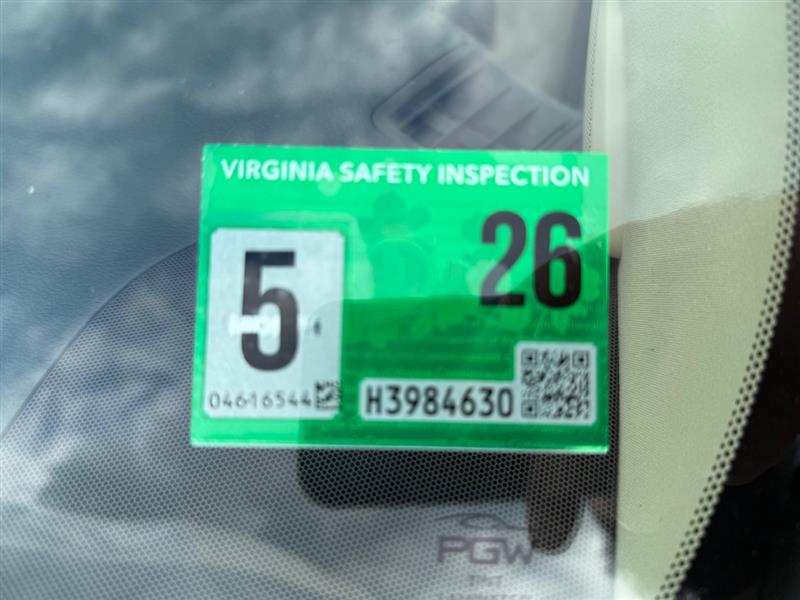 VIRGINIA SAFETY INSPECTION
5
26
04616544
H3984630
PGW